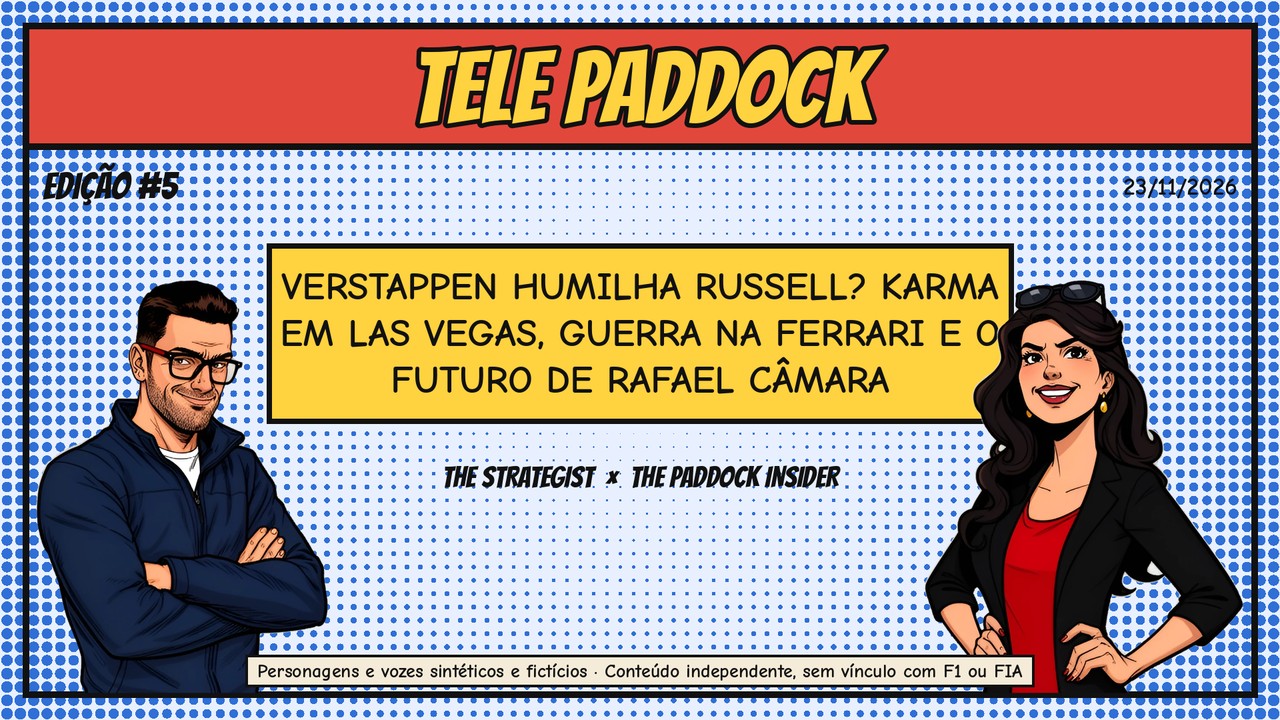 TELE PADDOCK
EDIÇÃO #5
23/11/2026
VERSTAPPEN HUMILHA RUSSELL? KARMA
EM LAS VEGAS, GUERRA NA FERRARI E O
FUTURO DE RAFAEL CÂMARA
THE STRATEGIST x THE PADDOCK INSIDER
Personagens e vozes sintéticos e fictícios · Conteúdo independente, sem vínculo com F1 ou FIA